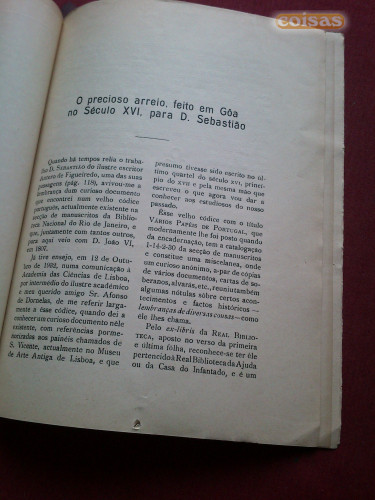 coisas
O precioso arreio, feito em Gôa
no Século XVI, para D. Sebastião
Quando há tempos relia o traba-
lho D. SEBASTIÃO do ilustre escritor
Antero de Figueiredo, uma das suas
passagens (pág. 118), avivou-me a
lembrança dum curioso documento
que encontrei num velho códice
português, actualmente existente na
secção de manuscritos da Biblio-
teca Nacional do Rio de Janeiro, e
que, juntamente com tantos outros,
para aqui veio com D. João VI,
em 1807.
Já tive ensejo, em 12 de Outu-
bro de 1932, numa comunicação à
Academia das Ciências de Lisboa,
por intermédio do ilustre académico
e meu querido amigo Sr. Afonso
de Dornelas, de me referir larga-
mente a êsse códice, quando dei a
conhecer um curioso documento nêle
existente, com referências porme-
norizadas aos painéis chamados de
S. Vicente, actualmente no Museu
de Arte Antiga de Lisboa, e que
presumo tivesse sido escrito no úl-
timo quartel do século XVI, princí-
pio do XVII e pela mesma mão que
escreveu o que agora vou dar a
conhecer aos estudiosos do nosso
passado.
Êsse velho códice com o título
VÁRIOS PAPÉIS DE PORTUGAL, que
modernamente lhe foi posto quando
da encadernação, tem a catalogação
I-14-2-30 da secção de manuscritos
e constitue uma miscelânea, onde
um curioso anónimo, a-par de cópias
de vários documentos, cartas de so-
beranos, alvarás, etc., reüniu também
numerosas nótulas sobre certos acon-
tecimentos e factos históricos —
lembranças de diversas cousas — como
êle lhes chama.
Pelo ex-libris da REAL BIBLIO-
TECA, aposto no verso da primeira
e última fôlha, reconhece-se ter êle
pertencido à Real Biblioteca da Ajuda
ou da Casa do Infantado, e é um